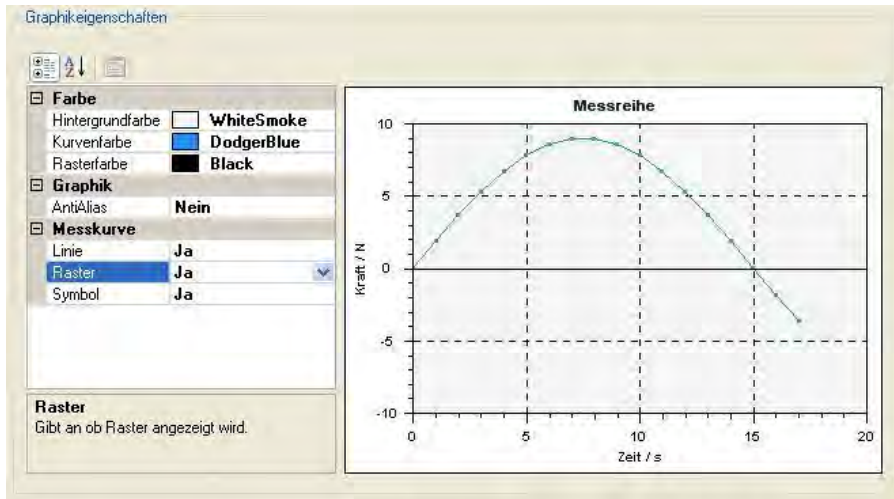 Graphikeigenschaften
Farbe
Hintergrundfarbe WhiteSmoke
Kurvenfarbe DodgerBlue
Rasterfarbe Black
Graphik
AntiAlias Nein
Messkurve
Linie Ja
Raster Ja
Symbol Ja
Raster
Gibt an ob Raster angezeigt wird.
Messreihe
10
5
0
-5
-10
Kraft / N
0 5 10 15 20
Zeit / s